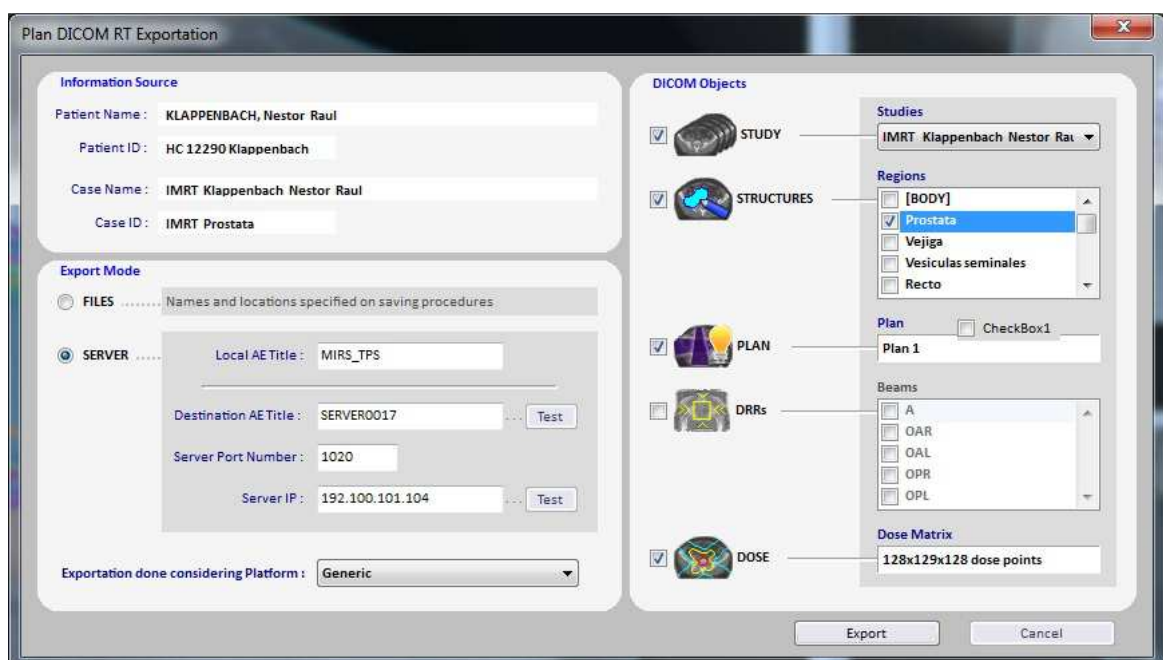 Plan DICOM RT Exportation
Information Source
Patient Name : KLAPPENBACH, Nestor Raul
Patient ID : HC 12290 Klappenbach
Case Name : IMRT Klappenbach Nestor Raul
Case ID : IMRT Prostata
Export Mode
FILES ........ Names and locations specified on saving procedures
SERVER .....
Local AE Title : MIRS_TPS
Destination AE Title : SERVER0017 ... Test
Server Port Number : 1020
Server IP : 192.100.101.104 ... Test
Exportation done considering Platform : Generic
DICOM Objects
STUDY
Studies
IMRT Klappenbach Nestor Rau
STRUCTURES
Regions
[BODY]
Prostata
Vejiga
Vesiculas seminales
Recto
PLAN
Plan
CheckBox1
Plan 1
DRRs
Beams
A
OAR
OAL
OPR
OPL
DOSE
Dose Matrix
128x129x128 dose points
Export
Cancel